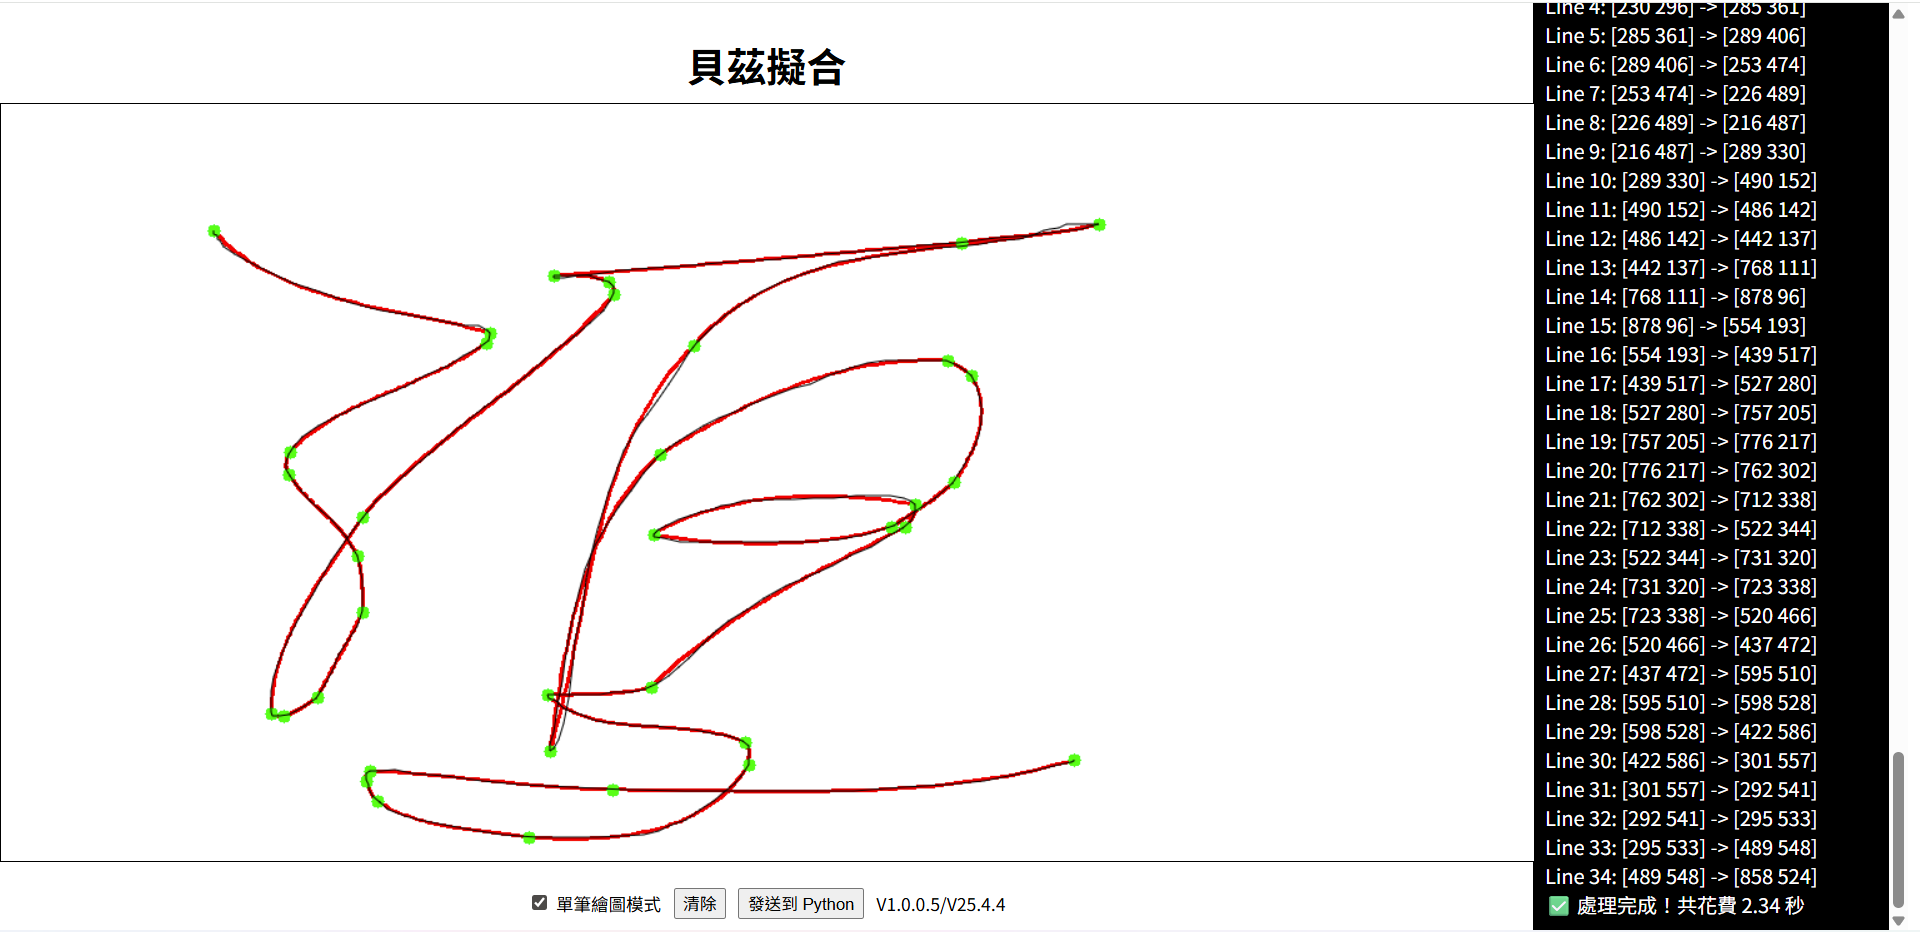 貝茲擬合
單筆繪圖模式
清除
發送到 Python
V1.0.0.5/V25.4.4
Line 4: [230 296] -> [285 361]
Line 5: [285 361] -> [289 406]
Line 6: [289 406] -> [253 474]
Line 7: [253 474] -> [226 489]
Line 8: [226 489] -> [216 487]
Line 9: [216 487] -> [289 330]
Line 10: [289 330] -> [490 152]
Line 11: [490 152] -> [486 142]
Line 12: [486 142] -> [442 137]
Line 13: [442 137] -> [768 111]
Line 14: [768 111] -> [878 96]
Line 15: [878 96] -> [554 193]
Line 16: [554 193] -> [439 517]
Line 17: [439 517] -> [527 280]
Line 18: [527 280] -> [757 205]
Line 19: [757 205] -> [776 217]
Line 20: [776 217] -> [762 302]
Line 21: [762 302] -> [712 338]
Line 22: [712 338] -> [522 344]
Line 23: [522 344] -> [731 320]
Line 24: [731 320] -> [723 338]
Line 25: [723 338] -> [520 466]
Line 26: [520 466] -> [437 472]
Line 27: [437 472] -> [595 510]
Line 28: [595 510] -> [598 528]
Line 29: [598 528] -> [422 586]
Line 30: [422 586] -> [301 557]
Line 31: [301 557] -> [292 541]
Line 32: [292 541] -> [295 533]
Line 33: [295 533] -> [489 548]
Line 34: [489 548] -> [858 524]
✅ 處理完成！共花費 2.34 秒